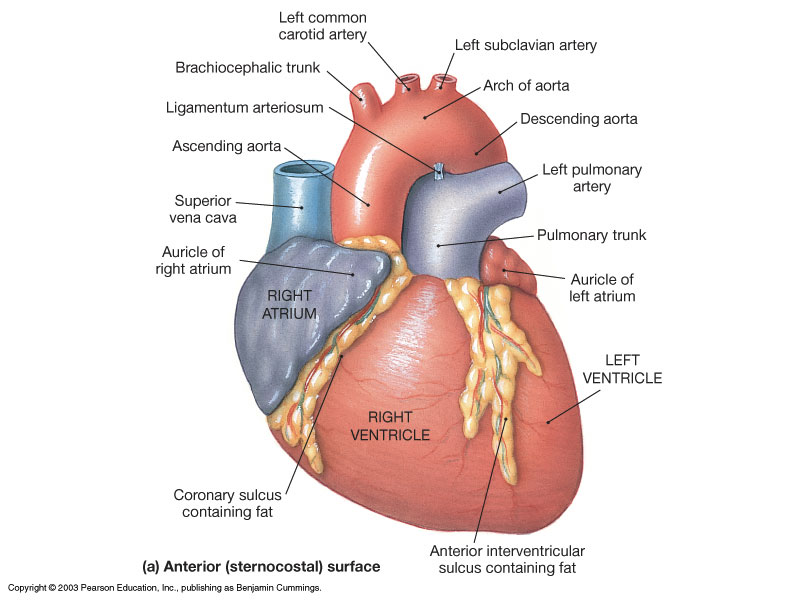 Left common
carotid artery
Left subclavian artery
Brachiocephalic trunk
Arch of aorta
Ligamentum arteriosum
Descending aorta
Ascending aorta
Left pulmonary
artery
Superior
vena cava
Pulmonary trunk
Auricle of
right atrium
Auricle of
left atrium
RIGHT
ATRIUM
LEFT
VENTRICLE
RIGHT
VENTRICLE
Coronary sulcus
containing fat
Anterior interventricular
sulcus containing fat
(a) Anterior (sternocostal) surface
Copyright © 2003 Pearson Education, Inc., publishing as Benjamin Cummings.